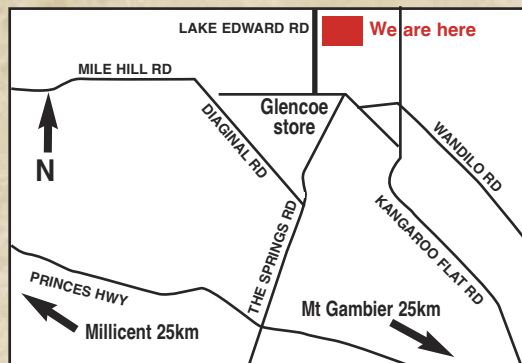 LAKE EDWARD RD
We are here
MILE HILL RD
Glencoe
store
DIAGINAL RD
WANDILO RD
N
THE SPRINGS RD
KANGAROO FLAT RD
PRINCES HWY
Mt Gambier 25km
Millicent 25km